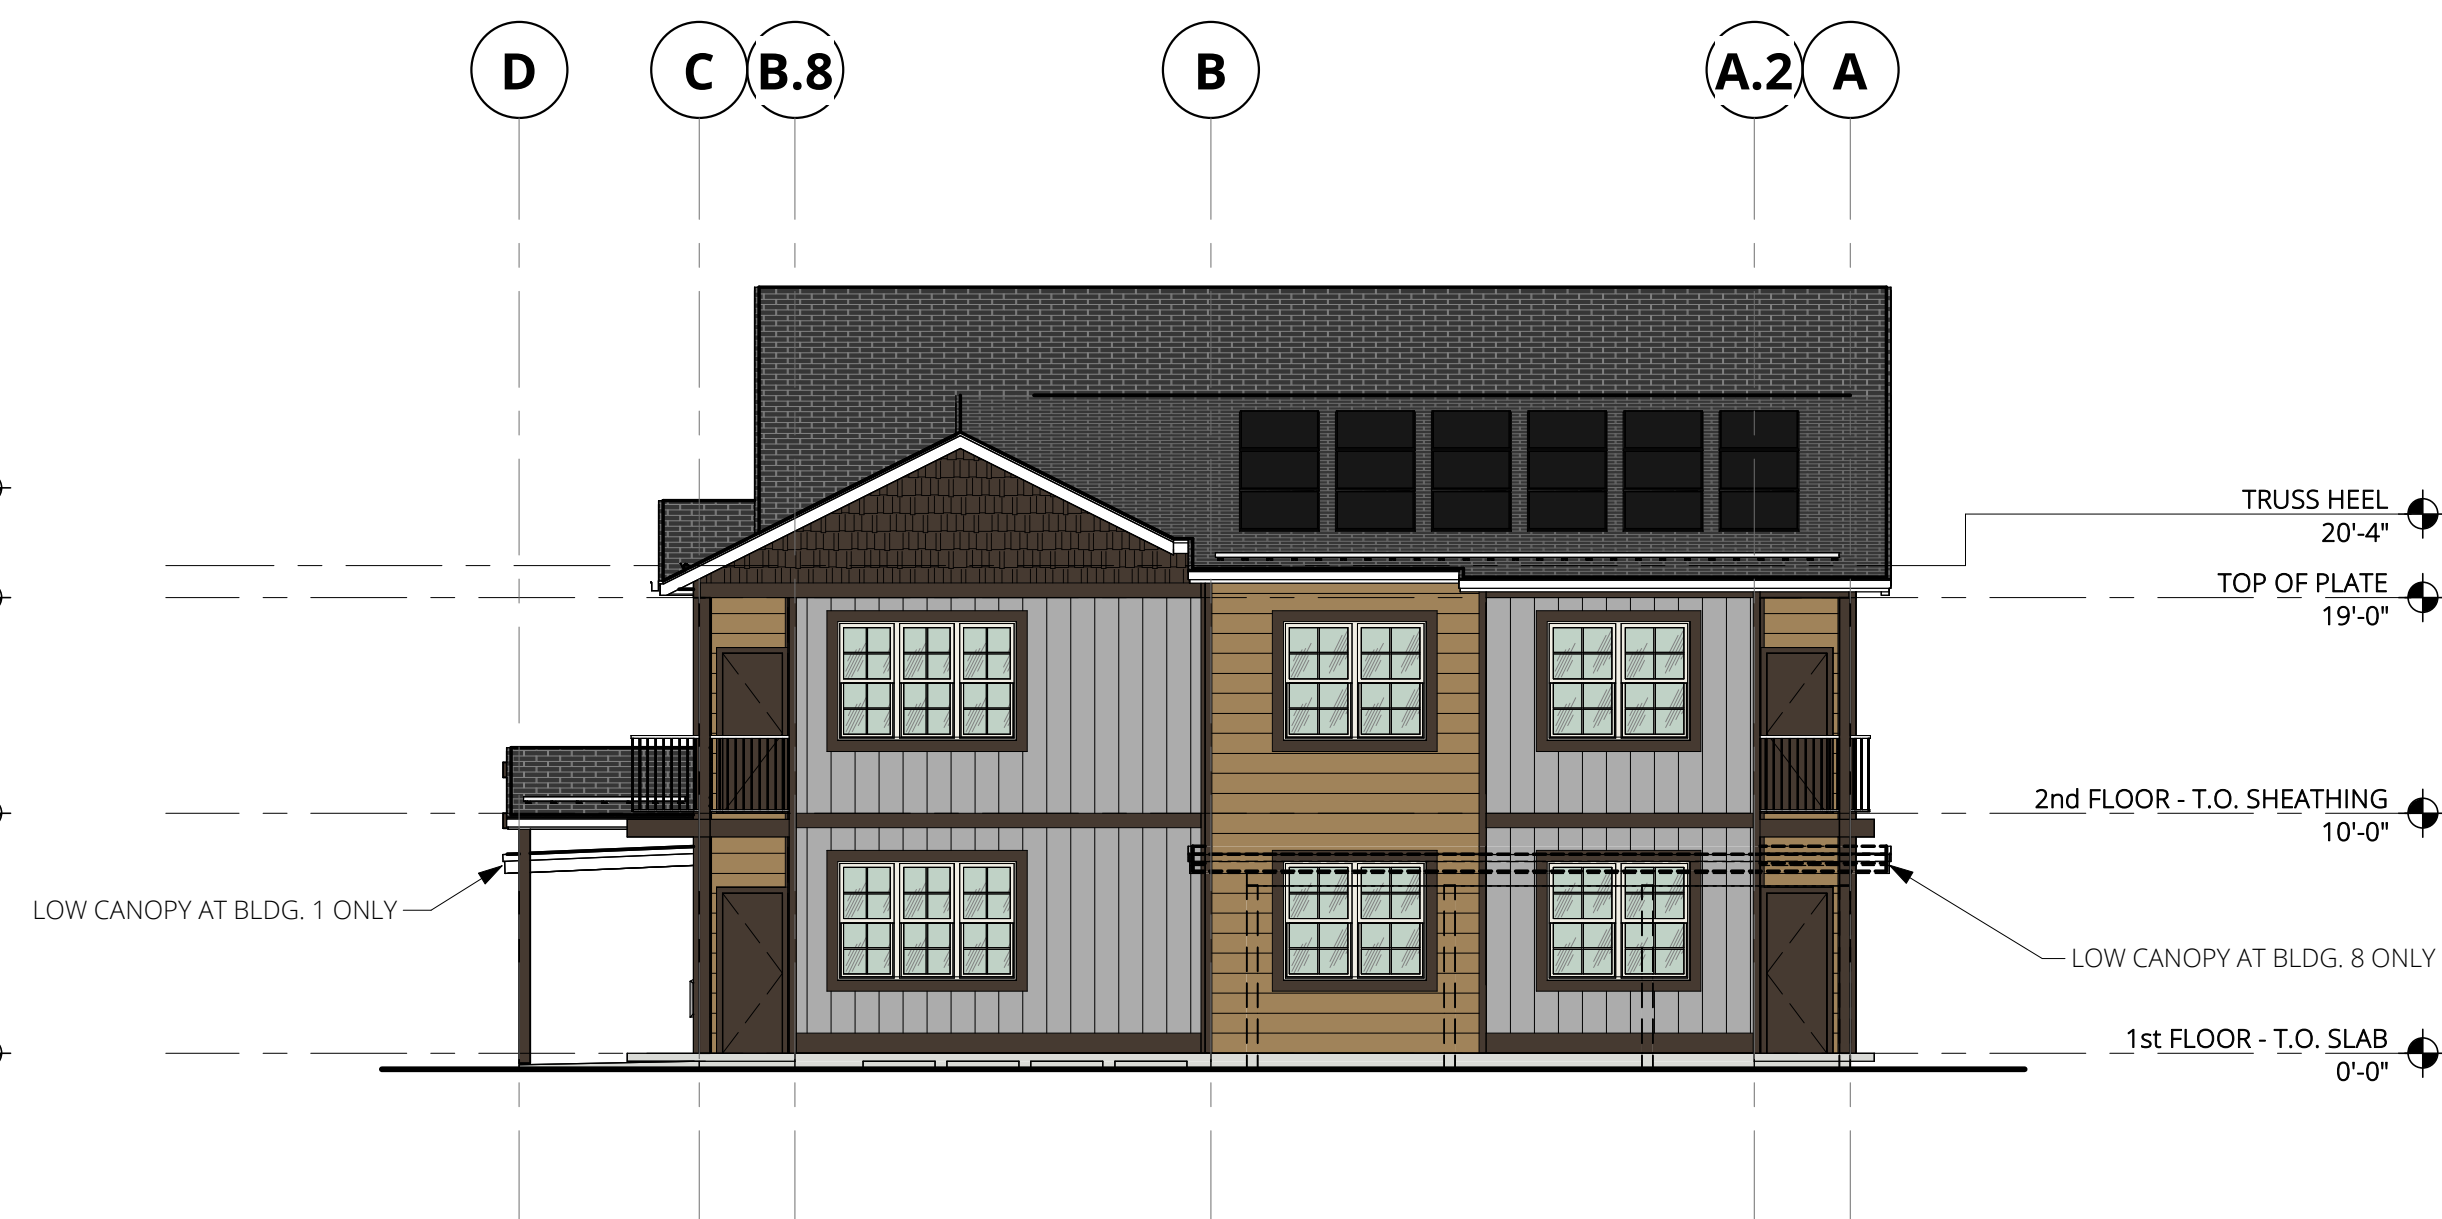 D
C
B.8
B
A.2
A
TRUSS HEEL
20'-4"
TOP OF PLATE
19'-0"
2nd FLOOR - T.O. SHEATHING
10'-0"
LOW CANOPY AT BLDG. 1 ONLY
LOW CANOPY AT BLDG. 8 ONLY
1st FLOOR - T.O. SLAB
0'-0"